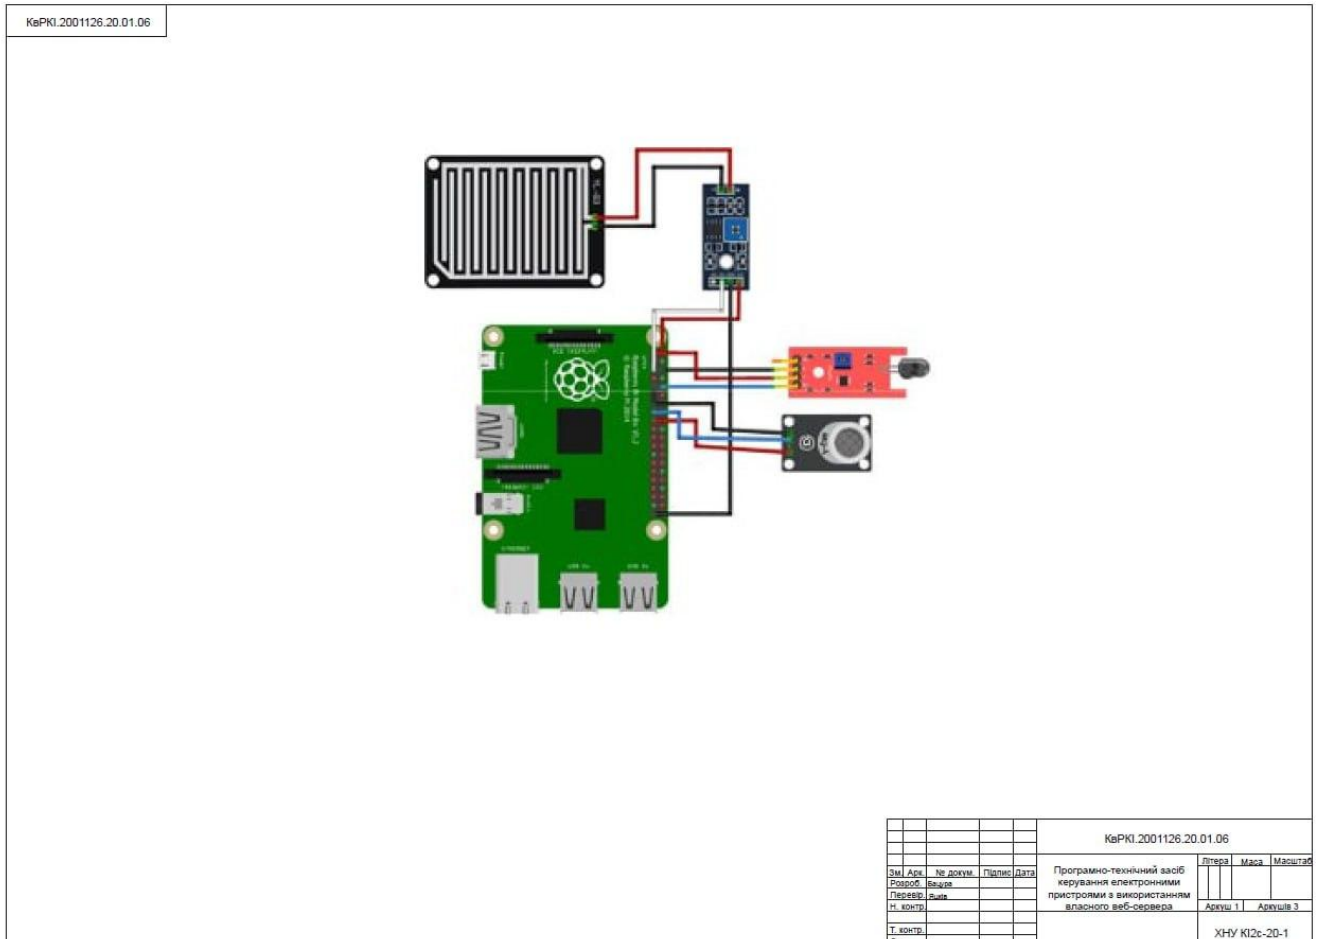 КвРКІ.2001126.20.01.06
КвРКІ.2001126.20.01.06
Зм. Арк. № докум. Підпис Дата
Розроб. Бацура
Перевір.
Н. контр.
Т. контр.
Програмно-технічний засіб
керування електронними
пристроями з використанням
власного веб-сервера
Літера Маса Масштаб
Аркуш 1 Аркушів 3
ХНУ КІ2с-20-1